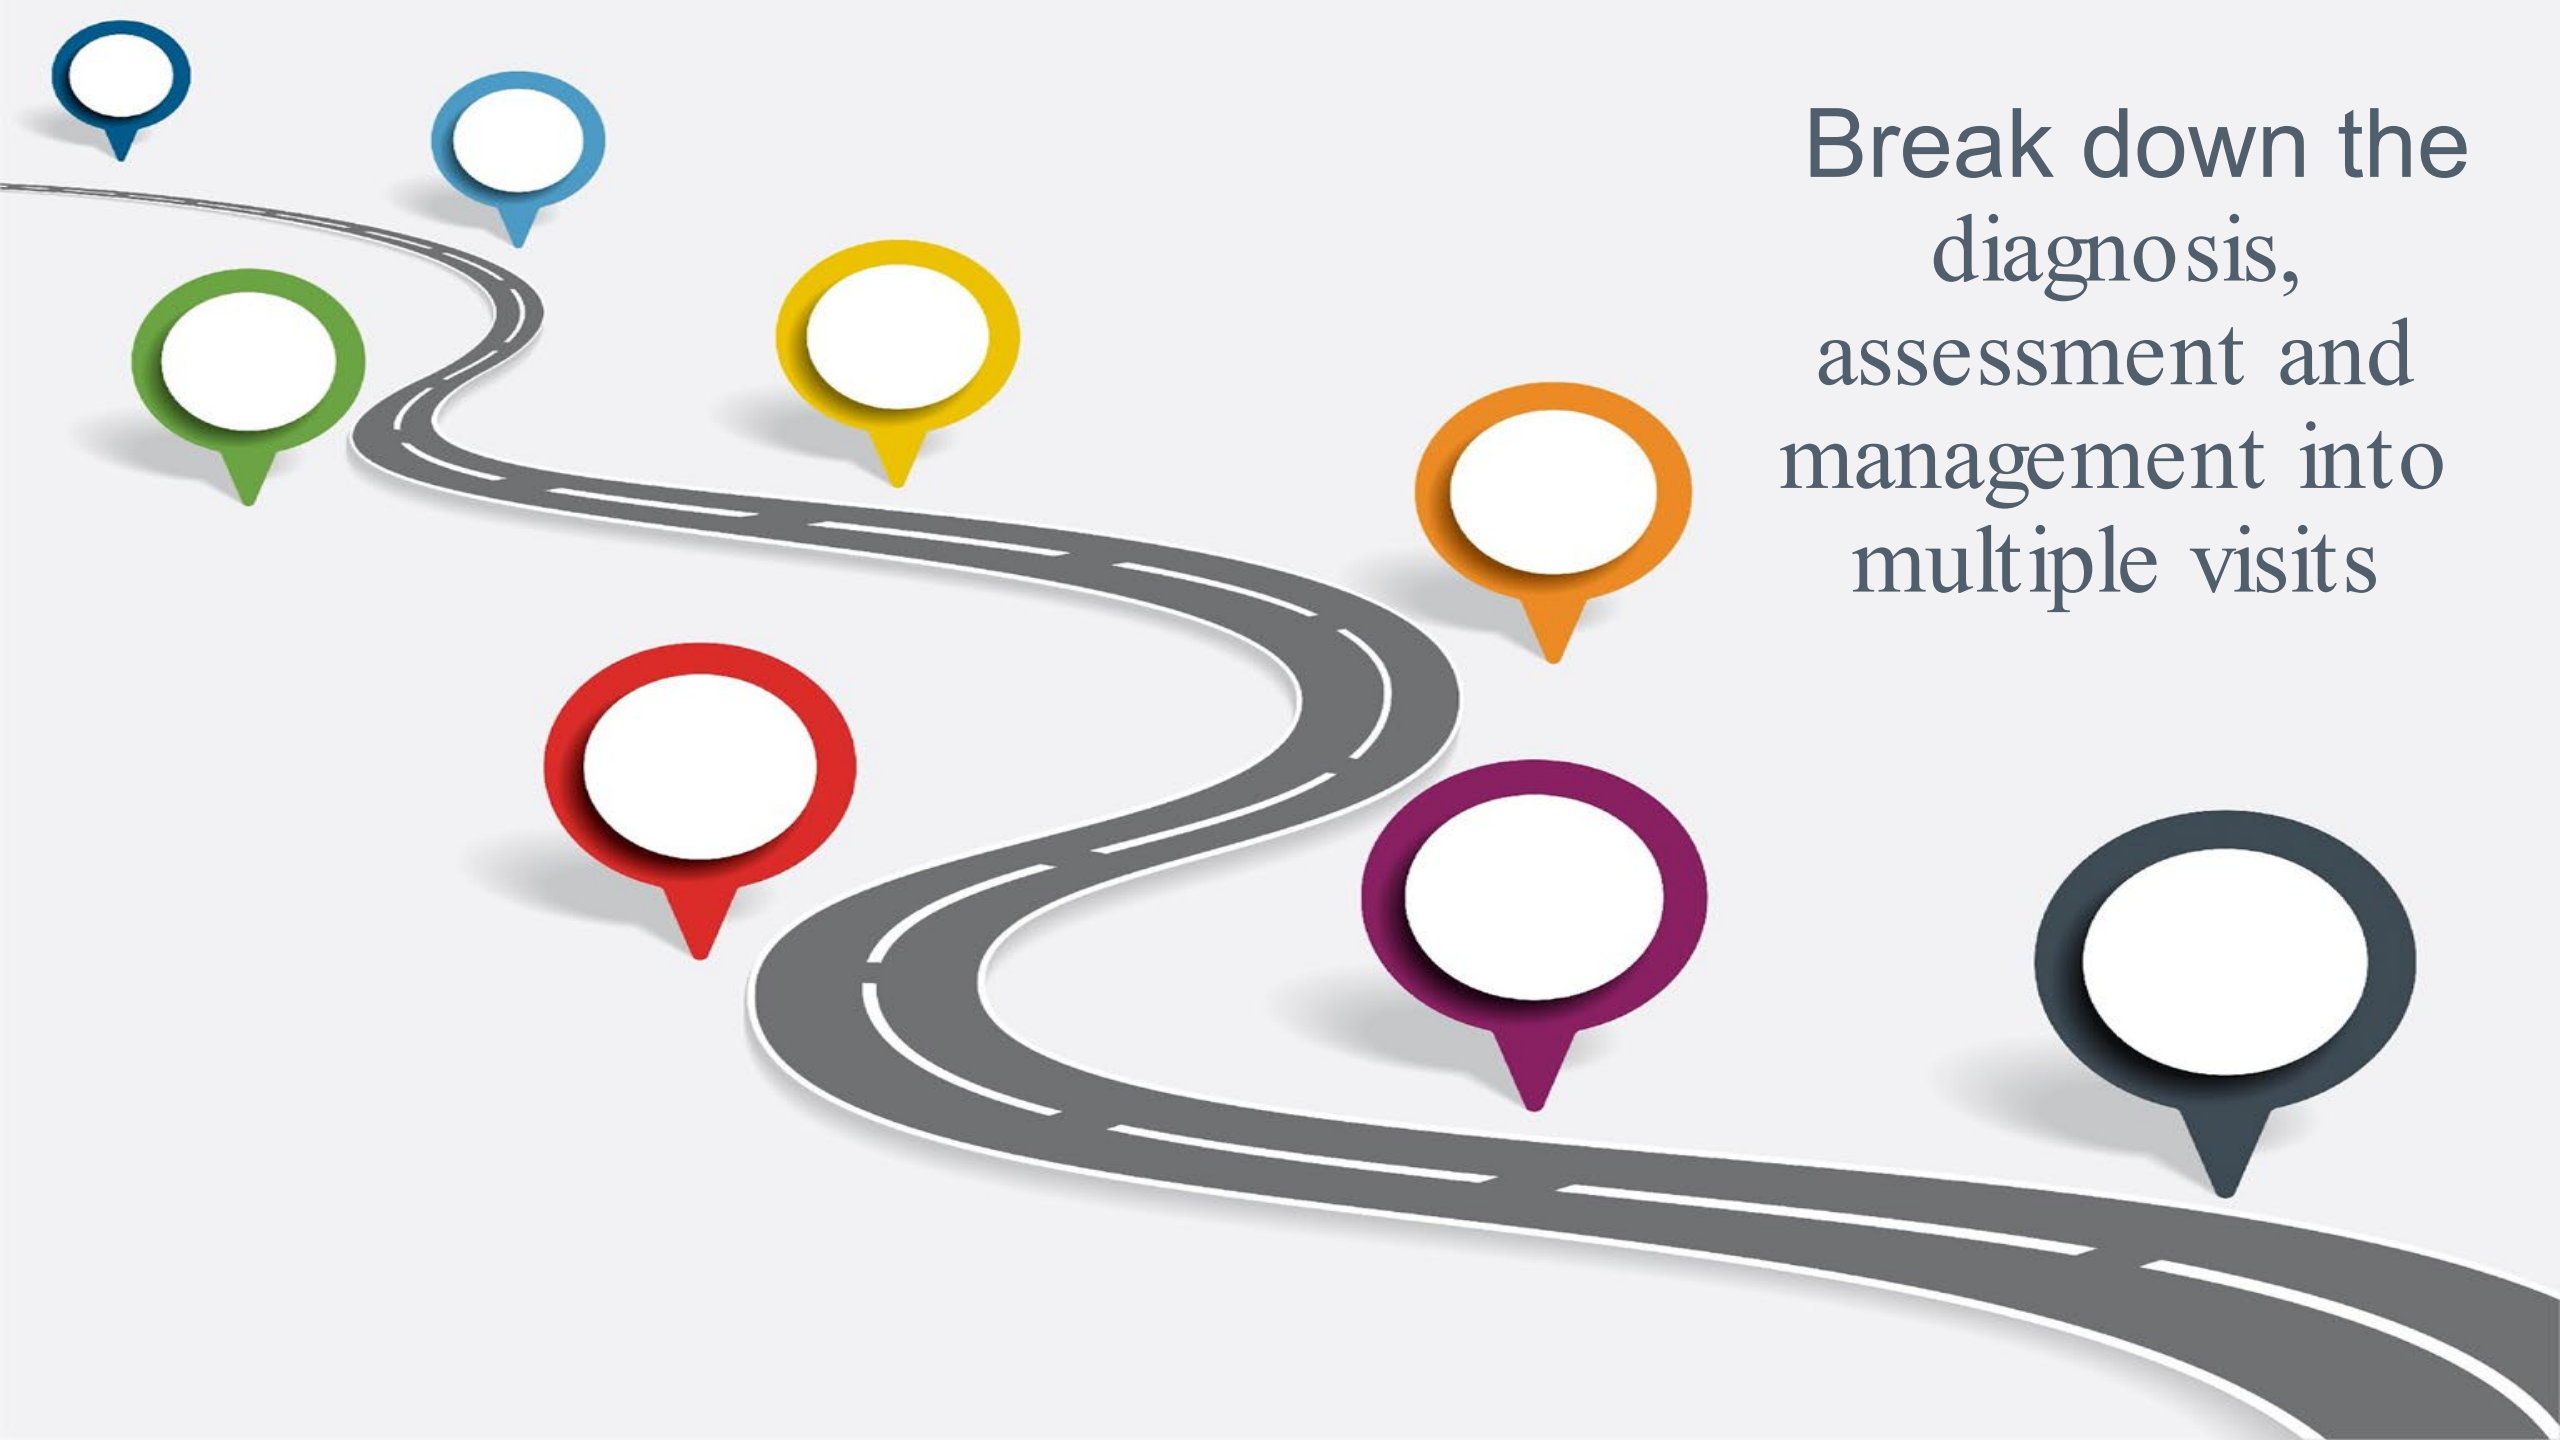 Break down the
diagnosis,
assessment and
management into
multiple visits